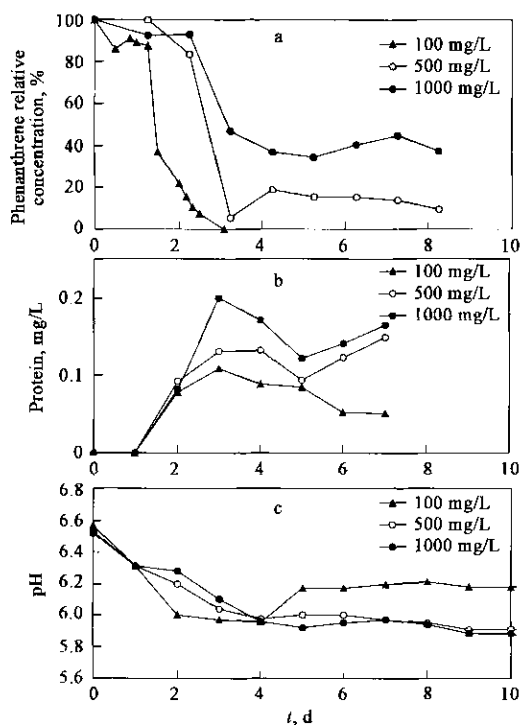 100
80
60
40
20
0
Phenanthrene relative
concentration, %
a
100 mg/L
500 mg/L
1000 mg/L
0 2 4 6 8 10
0.2
0.1
0
Protein, mg/L
b
100 mg/L
500 mg/L
1000 mg/L
0 2 4 6 8 10
6.8
6.6
6.4
6.2
6.0
5.8
5.6
pH
c
100 mg/L
500 mg/L
1000 mg/L
0 2 4 6 8 10
t, d